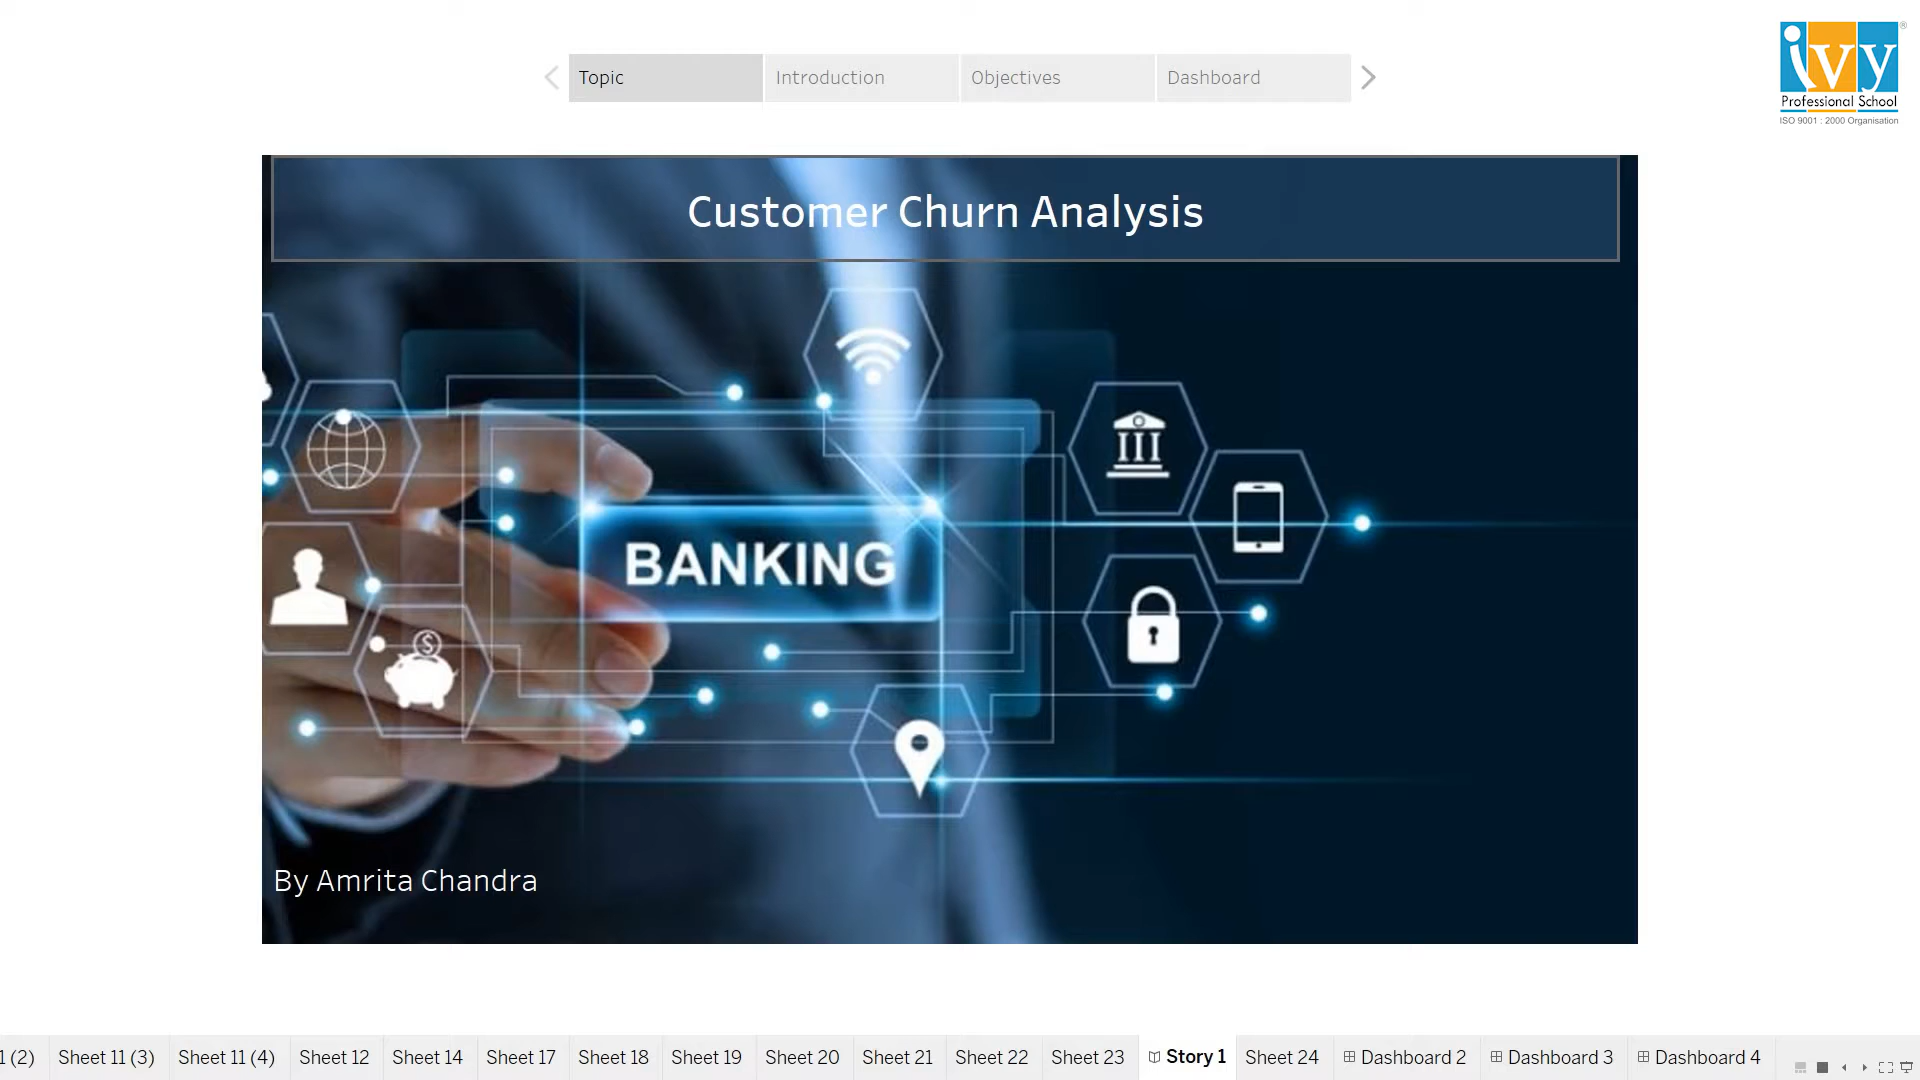 Topic
Introduction
Objectives
Dashboard
ivy
®
Professional School
ISO 9001 : 2000 Organisation
Customer Churn Analysis
BANKING
By Amrita Chandra
1 (2)
Sheet 11 (3)
Sheet 11 (4)
Sheet 12
Sheet 14
Sheet 17
Sheet 18
Sheet 19
Sheet 20
Sheet 21
Sheet 22
Sheet 23
Story 1
Sheet 24
Dashboard 2
Dashboard 3
Dashboard 4